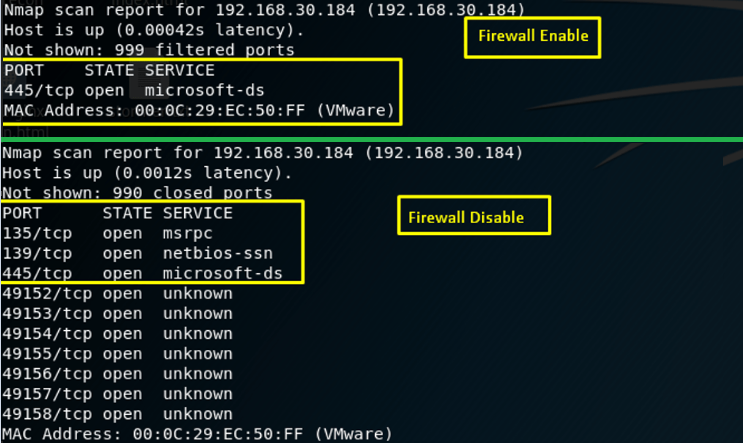 Nmap scan report for 192.168.30.184 (192.168.30.184)
Host is up (0.00042s latency).
Firewall Enable
Not shown: 999 filtered ports
PORT STATE SERVICE
445/tcp open microsoft-ds
MAC Address: 00:0C:29:EC:50:FF (VMware)
Nmap scan report for 192.168.30.184 (192.168.30.184)
Host is up (0.0012s latency).
Not shown: 990 closed ports
PORT STATE SERVICE
Firewall Disable
135/tcp open msrpc
139/tcp open netbios-ssn
445/tcp open microsoft-ds
49152/tcp open unknown
49153/tcp open unknown
49154/tcp open unknown
49155/tcp open unknown
49156/tcp open unknown
49157/tcp open unknown
49158/tcp open unknown
MAC Address: 00:0C:29:EC:50:FF (VMware)